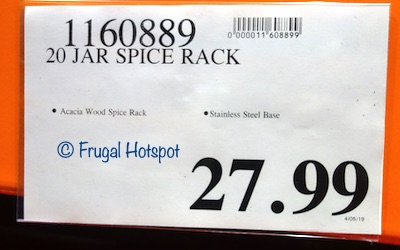 1160889
0 000011 608899
20 JAR SPICE RACK
• Acacia Wood Spice Rack
• Stainless Steel Base
© Frugal Hotspot
27.99
4/05/19